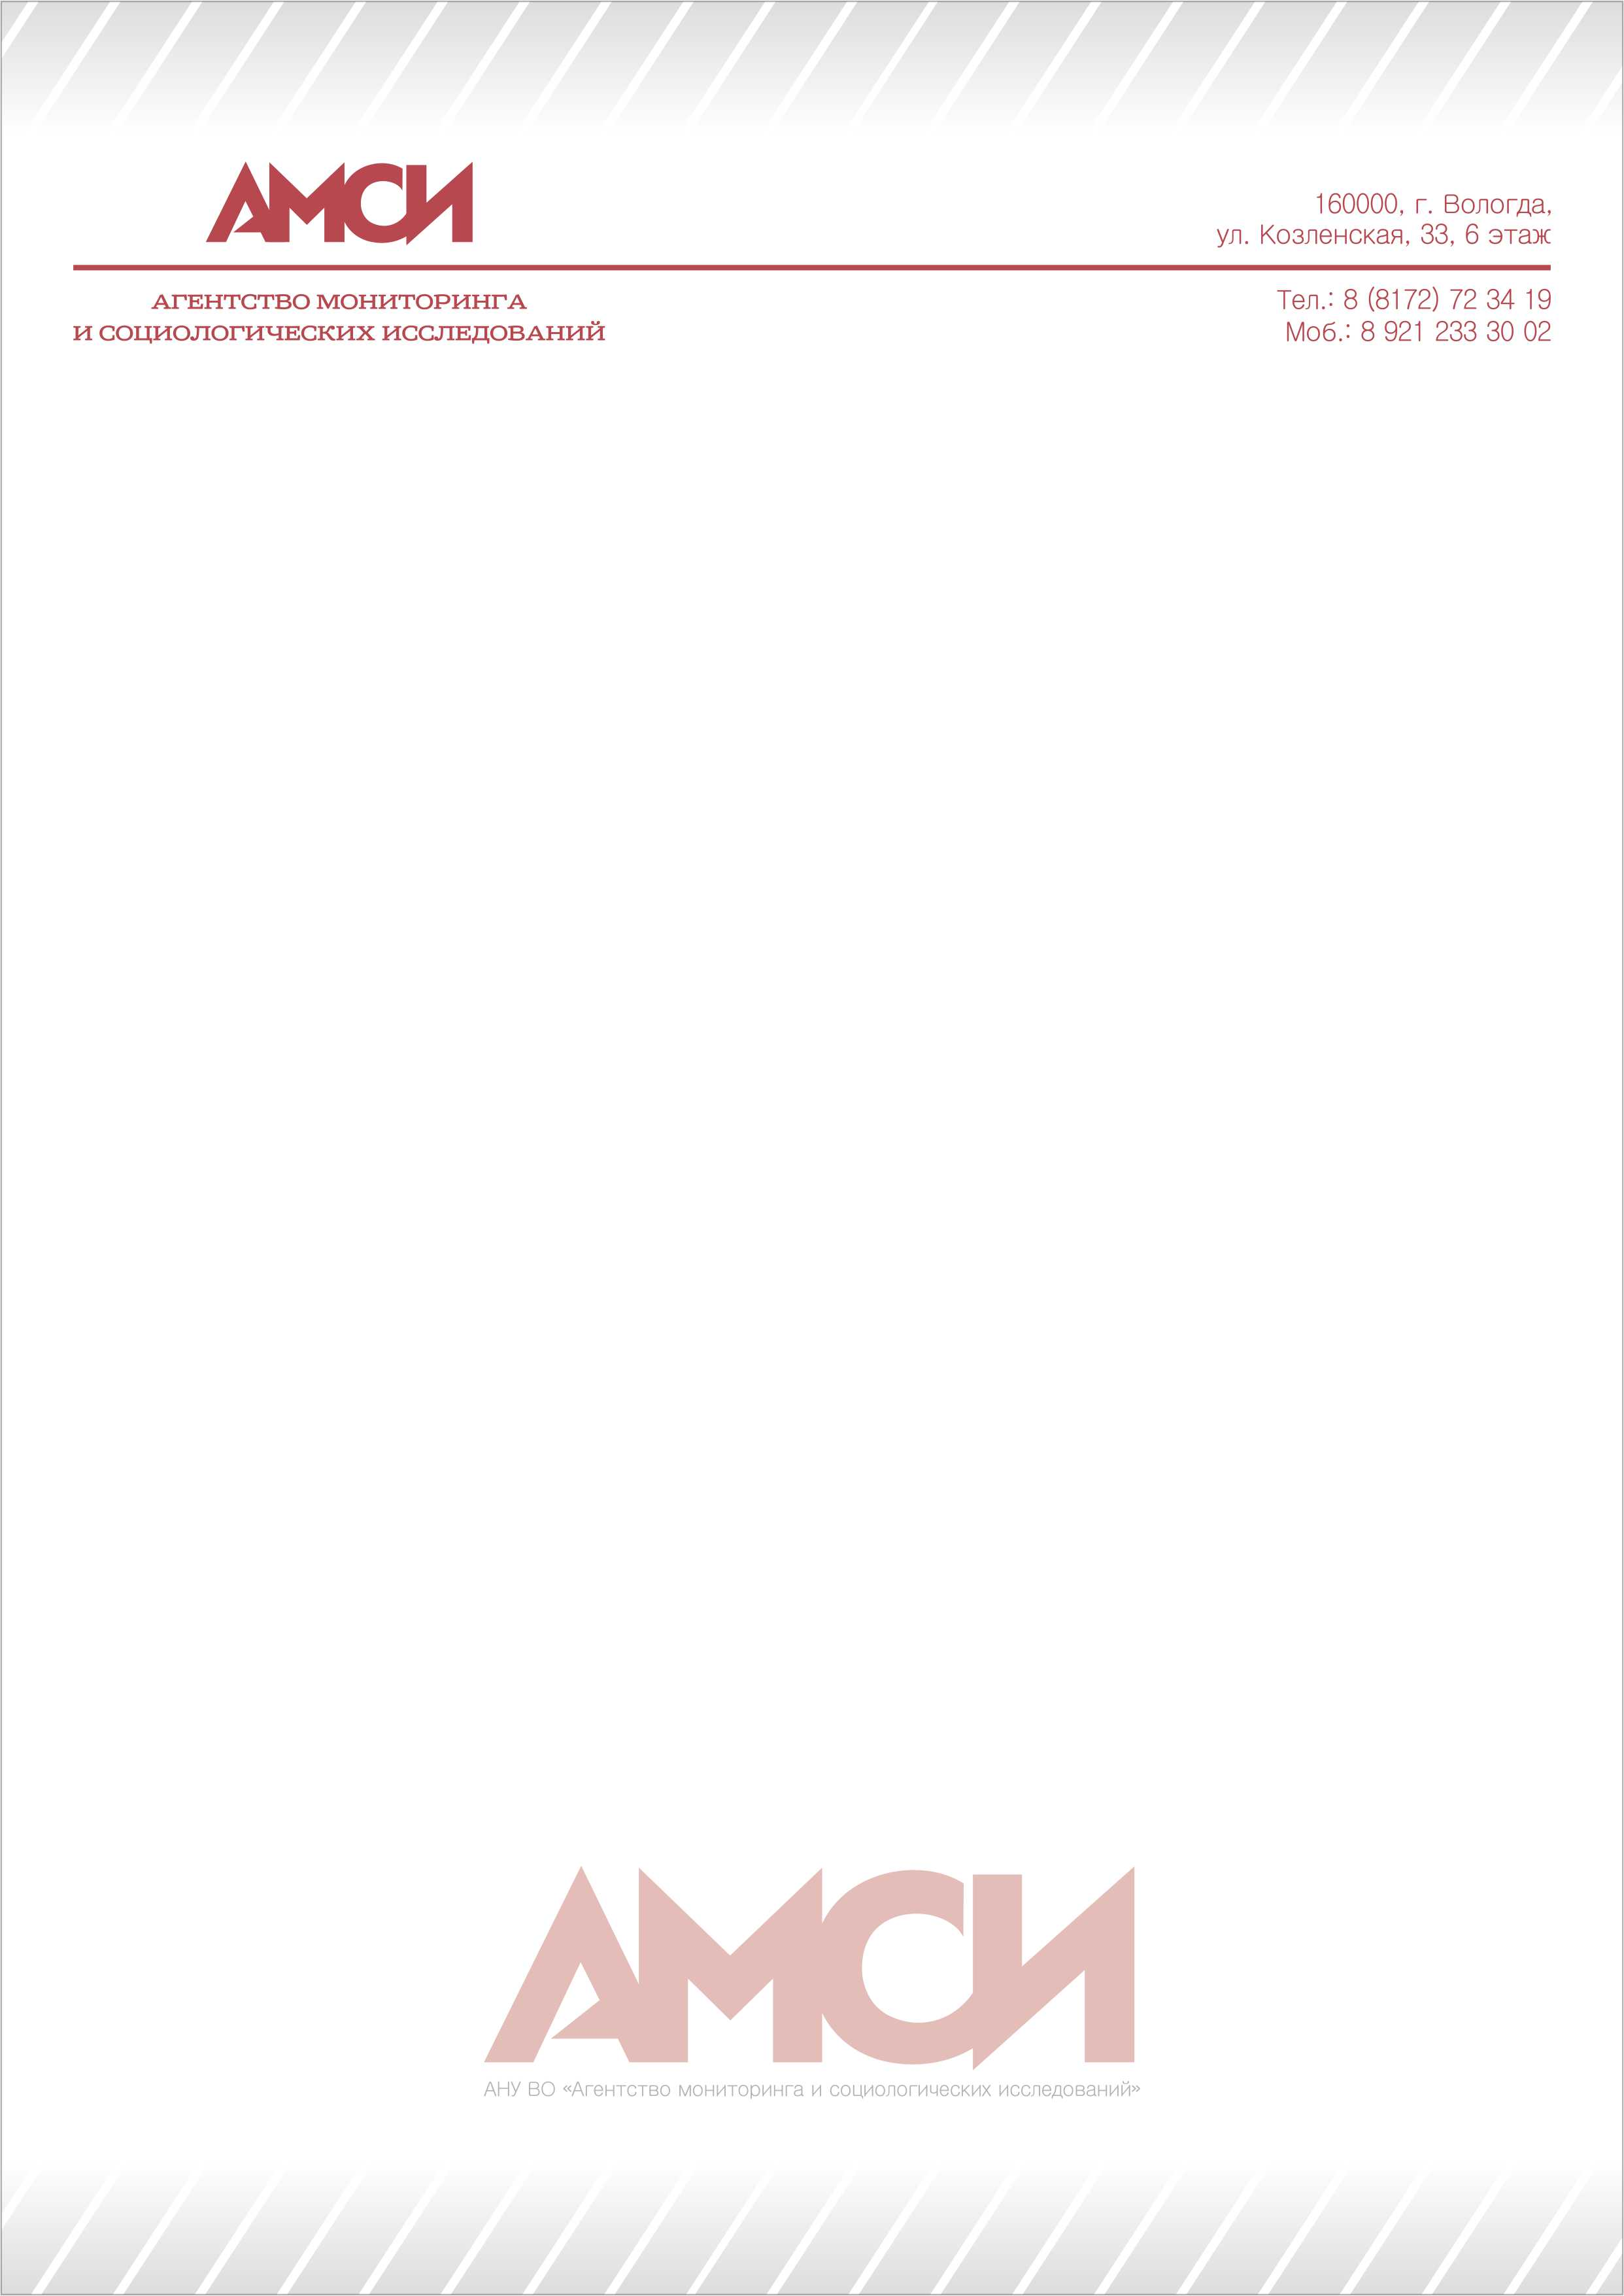 АМСИ
160000, г. Вологда,
ул. Козленская, 33, 6 этаж
АГЕНТСТВО МОНИТОРИНГА
И СОЦИОЛОГИЧЕСКИХ ИССЛЕДОВАНИЙ
Тел.: 8 (8172) 72 34 19
Моб.: 8 921 233 30 02
АМСИ
АНУ ВО «Агентство мониторинга и социологических исследований»